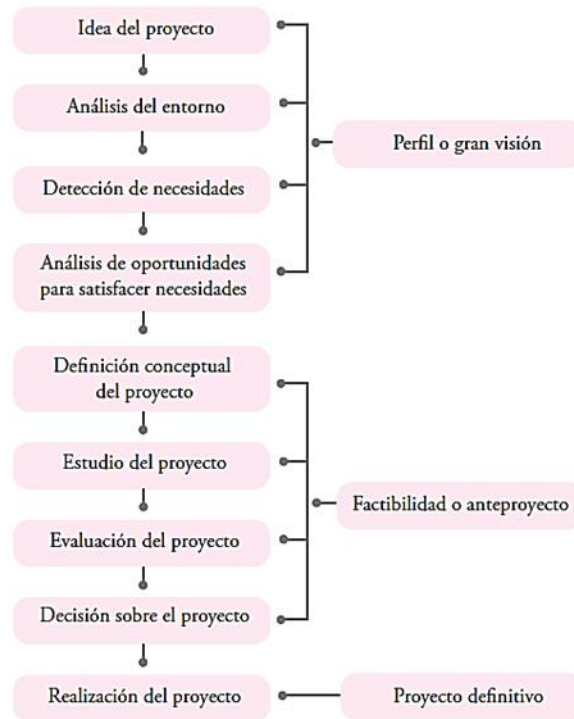 Idea del proyecto
Análisis del entorno
Detección de necesidades
Análisis de oportunidades
para satisfacer necesidades
Perfil o gran visión
Definición conceptual
del proyecto
Estudio del proyecto
Evaluación del proyecto
Decisión sobre el proyecto
Factibilidad o anteproyecto
Realización del proyecto
Proyecto definitivo